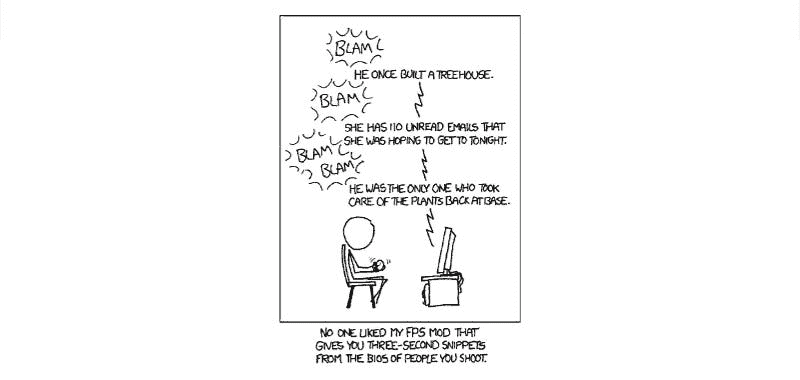 BLAM
HE ONCE BUILT A TREEHOUSE.
BLAM
SHE HAS 110 UNREAD EMAILS THAT
SHE WAS HOPING TO GET TO TONIGHT.
BLAM
BLAM
HE WAS THE ONLY ONE WHO TOOK
CARE OF THE PLANTS BACK AT BASE.
NO ONE LIKED MY FPS MOD THAT
GIVES YOU THREE-SECOND SNIPPETS
FROM THE BIOS OF PEOPLE YOU SHOOT.